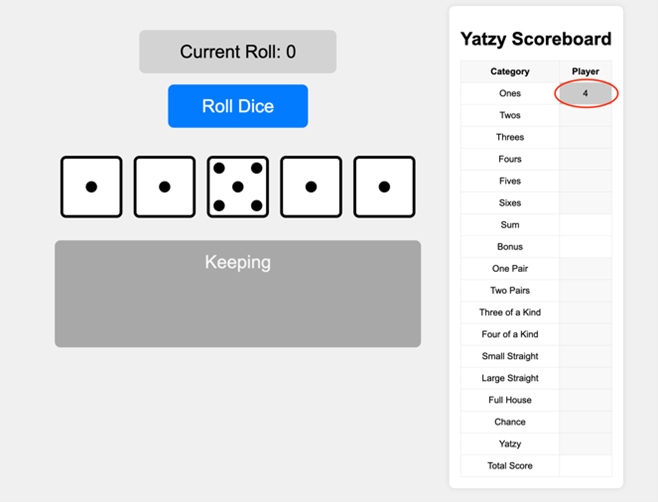 Current Roll: 0
Roll Dice
Keeping
Yatzy Scoreboard
Category Player
Ones 4
Twos
Threes
Fours
Fives
Sixes
Sum
Bonus
One Pair
Two Pairs
Three of a Kind
Four of a Kind
Small Straight
Large Straight
Full House
Chance
Yatzy
Total Score